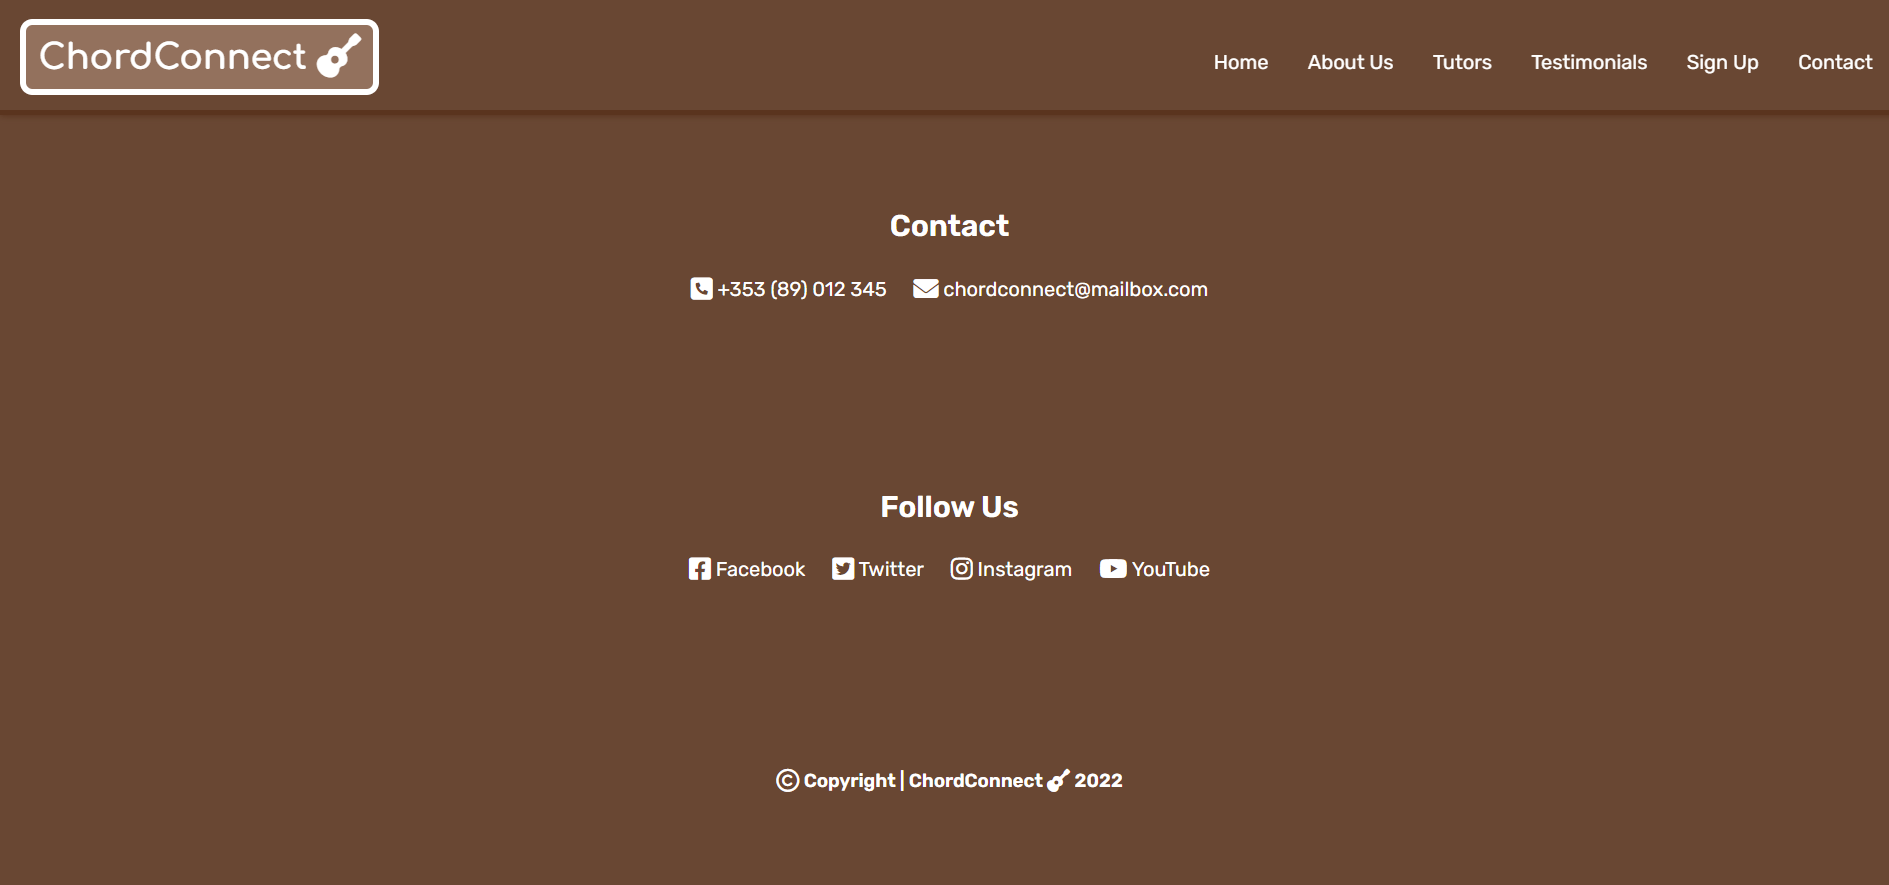 ChordConnect
Home About Us Tutors Testimonials Sign Up Contact
Contact
+353 (89) 012 345 chordconnect@mailbox.com
Follow Us
Facebook Twitter Instagram YouTube
© Copyright | ChordConnect 2022